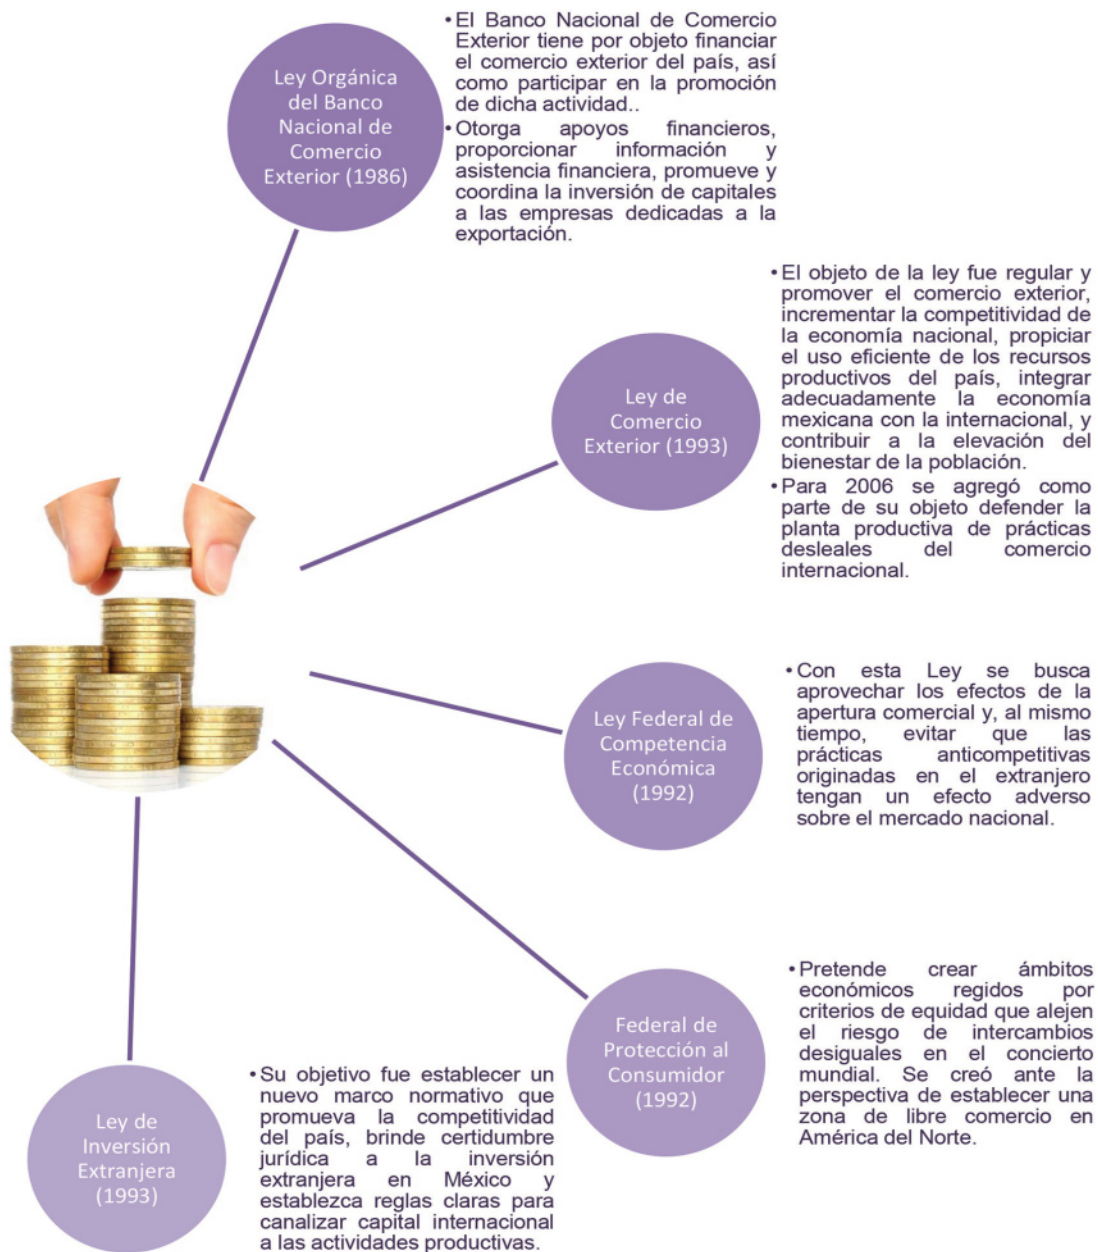 Ley Orgánica
del Banco
Nacional de
Comercio
Exterior (1986)
•El Banco Nacional de Comercio
Exterior tiene por objeto financiar
el comercio exterior del país, así
como participar en la promoción
de dicha actividad..
•Otorga apoyos financieros,
proporcionar información y
asistencia financiera, promueve y
coordina la inversión de capitales
a las empresas dedicadas a la
exportación.
Ley de
Comercio
Exterior (1993)
•El objeto de la ley fue regular y
promover el comercio exterior,
incrementar la competitividad de
la economía nacional, propiciar
el uso eficiente de los recursos
productivos del país, integrar
adecuadamente la economía
mexicana con la internacional, y
contribuir a la elevación del
bienestar de la población.
•Para 2006 se agregó como
parte de su objeto defender la
planta productiva de prácticas
desleales del comercio
internacional.
Ley Federal de
Competencia
Económica
(1992)
•Con esta Ley se busca
aprovechar los efectos de la
apertura comercial y, al mismo
tiempo, evitar que las
prácticas anticompetitivas
originadas en el extranjero
tengan un efecto adverso
sobre el mercado nacional.
Federal de
Protección al
Consumidor
(1992)
•Pretende crear ámbitos
económicos regidos por
criterios de equidad que alejen
el riesgo de intercambios
desiguales en el concierto
mundial. Se creó ante la
perspectiva de establecer una
zona de libre comercio en
América del Norte.
Ley de
Inversión
Extranjera
(1993)
•Su objetivo fue establecer un
nuevo marco normativo que
promueva la competitividad
del país, brinde certidumbre
jurídica a la inversión
extranjera en México y
establezca reglas claras para
canalizar capital internacional
a las actividades productivas.